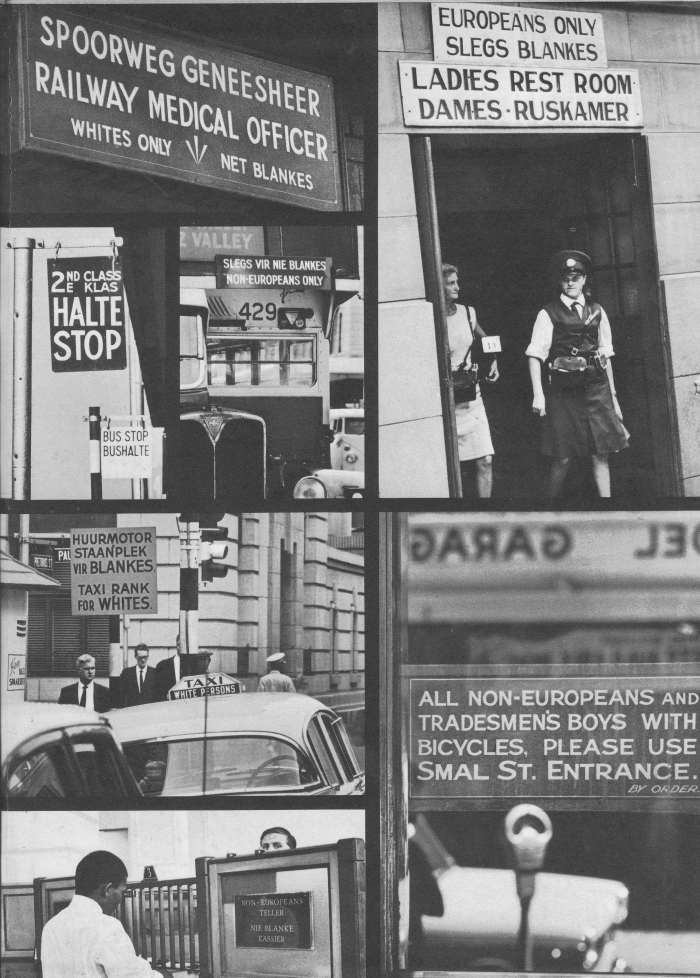 SPOORWEG GENEESHEER
RAILWAY MEDICAL OFFICER
WHITES ONLY NET BLANKES
EUROPEANS ONLY
SLEGS BLANKES
LADIES REST ROOM
DAMES-RUSKAMER
2ND CLASS
E KLAS
HALTE
STOP
BUS STOP
BUSHALTE
Z VALLEY
SLEGS VIR NIE BLANKES
NON-EUROPEANS ONLY
429
11
HUURMOTOR
STAANPLEK
VIR BLANKES
TAXI RANK
FOR WHITES.
TAXI
WHITE PERSONS
DEL GARAG
ALL NON-EUROPEANS AND
TRADESMEN'S BOYS WITH
BICYCLES, PLEASE USE
SMAL ST. ENTRANCE.
BY ORDER.
3
NON-EUROPEANS
TELLER
NIE BLANKE
KASSIER